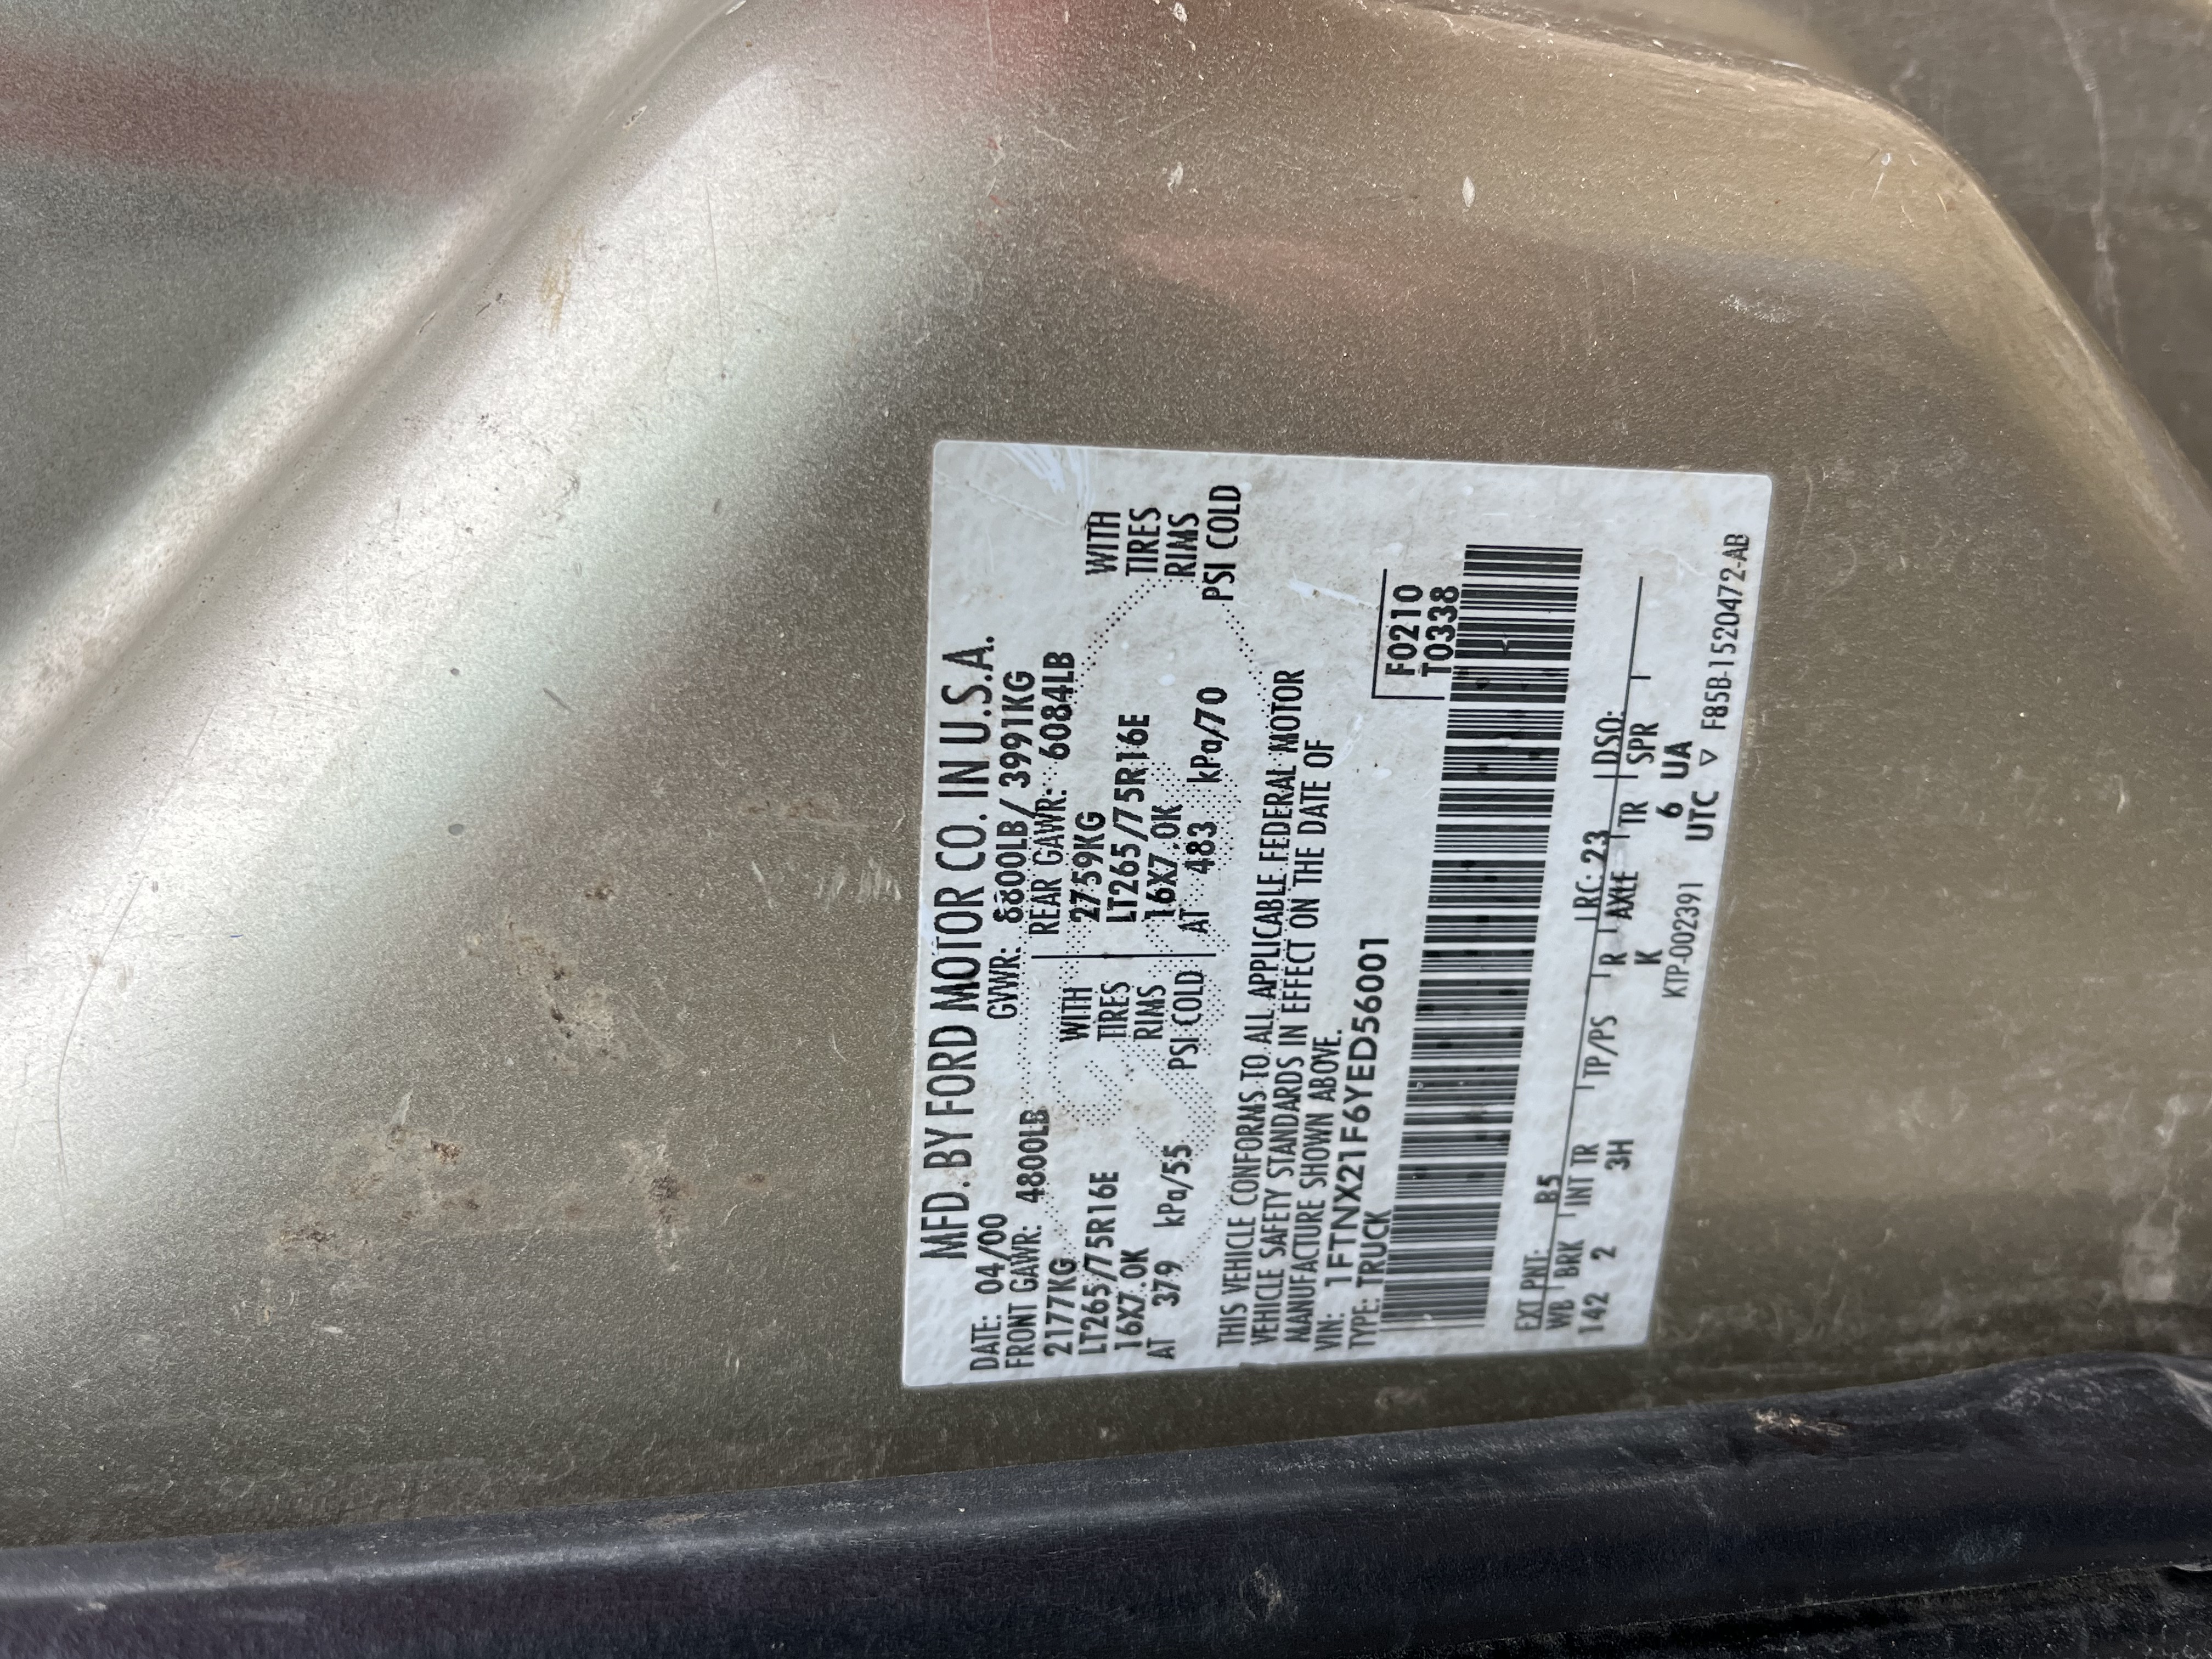 MFD. BY FORD MOTOR CO. IN U.S.A.
DATE: 04/00 GVWR: 8800LB/ 3991KG
FRONT GAWR: 4800LB REAR GAWR: 6084LB
2177KG WITH 2759KG WITH
LT265/75R16E TIRES LT265/75R16E TIRES
16X7.0K RIMS 16X7.0K RIMS
AT 379 kPa/55 PSI COLD AT 483 kPa/70 PSI COLD
THIS VEHICLE CONFORMS TO ALL APPLICABLE FEDERAL MOTOR
VEHICLE SAFETY STANDARDS IN EFFECT ON THE DATE OF
MANUFACTURE SHOWN ABOVE.
VIN: 1FTNX21F6YED56001 F0210
TYPE: TRUCK T0338
EXT PNT: B5 RC: 23 DSO:
WB BRK INT TR TP/PS R AXLE TR SPR
142 2 3H K 6 UA
KTP-002391 UTC ▽ F85B-1520472-AB